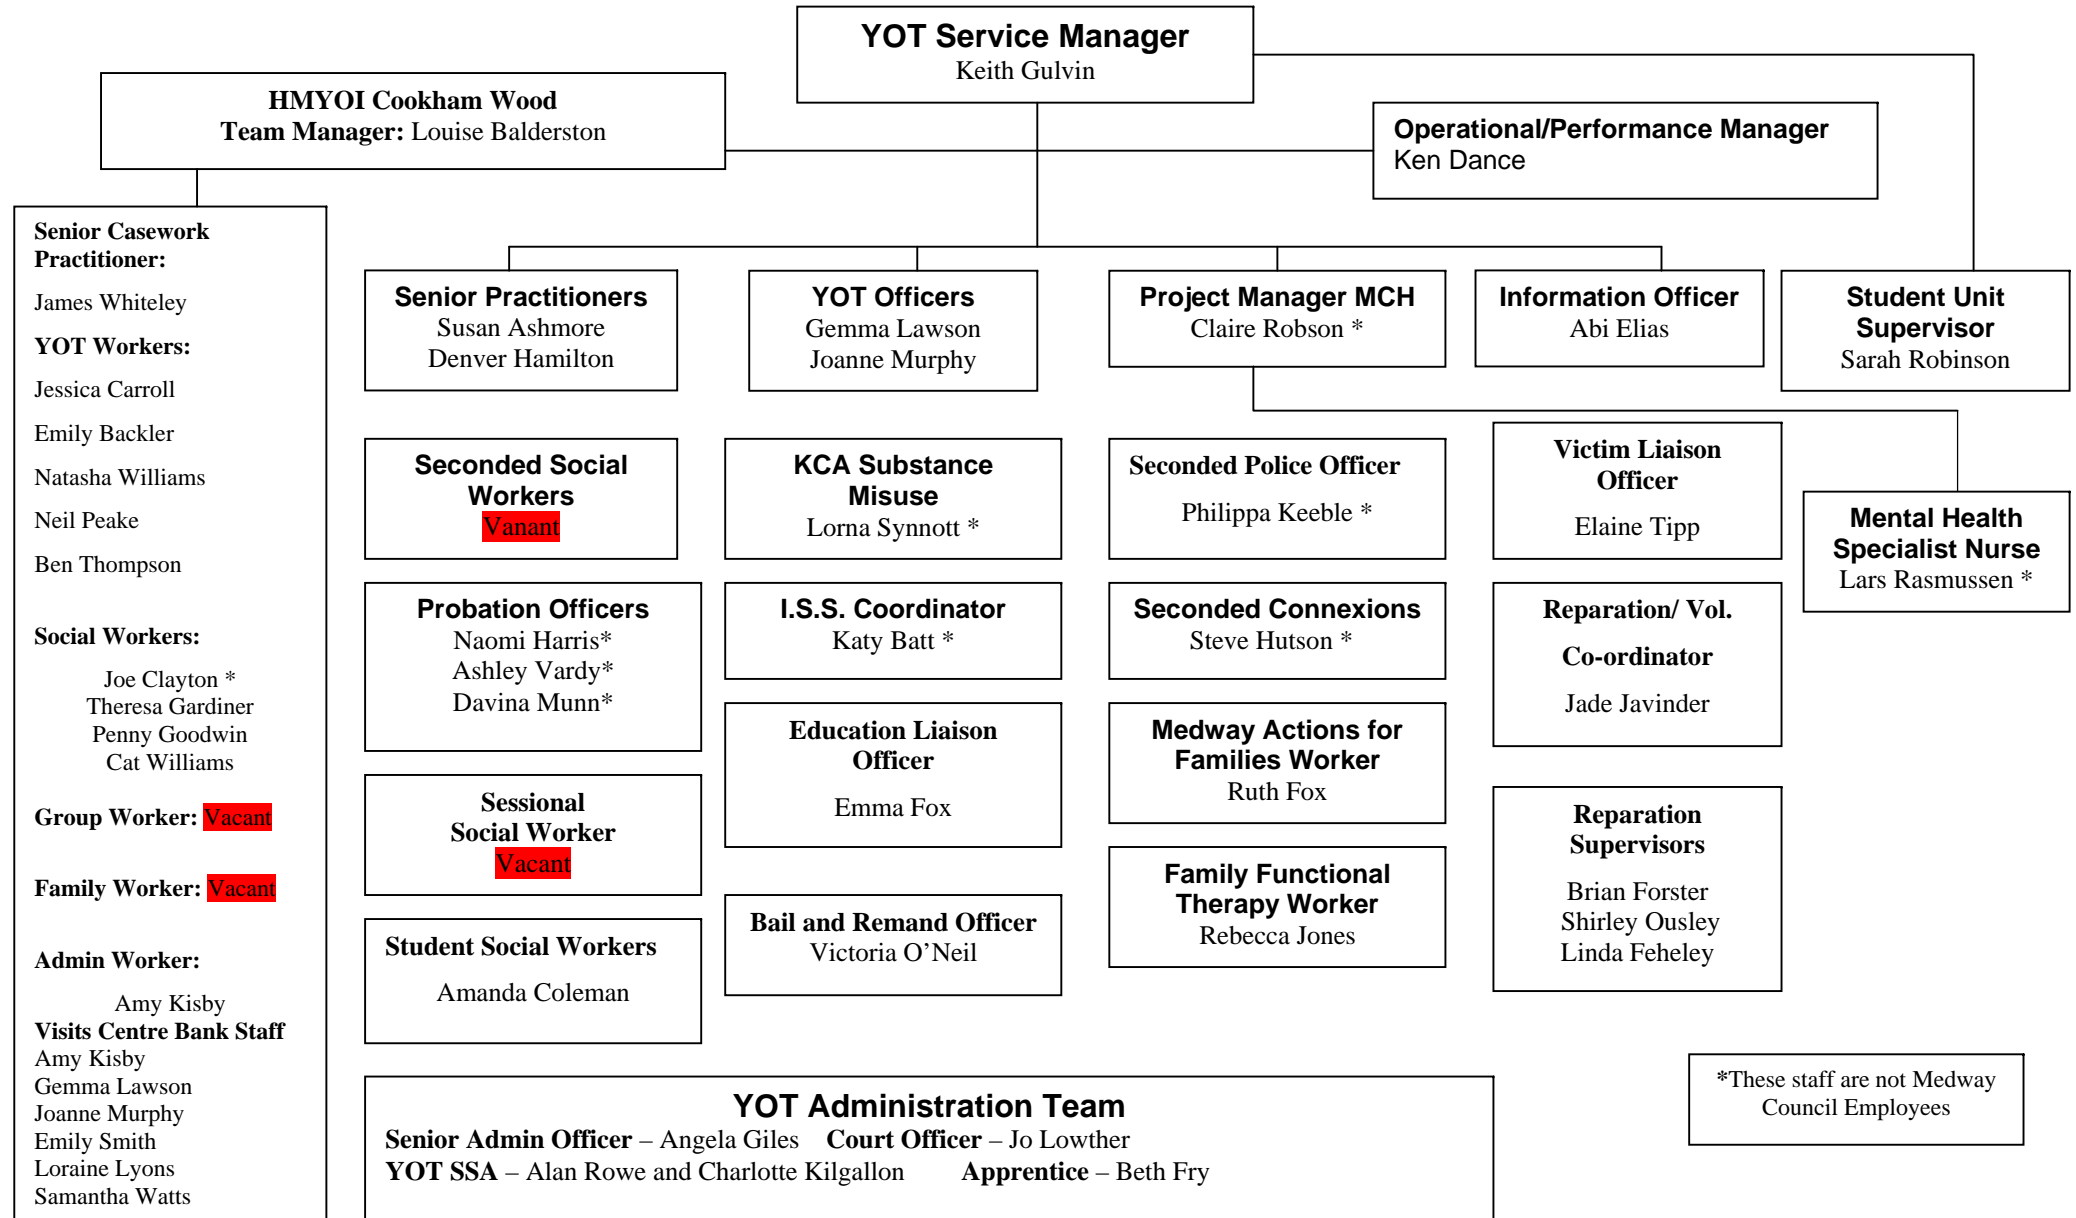 YOT Service Manager
Keith Gulvin
HMYOI Cookham Wood
Team Manager: Louise Balderston
Operational/Performance Manager
Ken Dance
Senior Casework
Practitioner:
James Whiteley
YOT Workers:
Jessica Carroll
Emily Backler
Natasha Williams
Neil Peake
Ben Thompson
Social Workers:
Joe Clayton *
Theresa Gardiner
Penny Goodwin
Cat Williams
Group Worker: Vacant
Family Worker: Vacant
Admin Worker:
Amy Kisby
Visits Centre Bank Staff
Amy Kisby
Gemma Lawson
Joanne Murphy
Emily Smith
Loraine Lyons
Samantha Watts
Senior Practitioners
Susan Ashmore
Denver Hamilton
YOT Officers
Gemma Lawson
Joanne Murphy
Project Manager MCH
Claire Robson *
Information Officer
Abi Elias
Student Unit
Supervisor
Sarah Robinson
Seconded Social
Workers
Vanant
KCA Substance
Misuse
Lorna Synnott *
Seconded Police Officer
Philippa Keeble *
Victim Liaison
Officer
Elaine Tipp
Mental Health
Specialist Nurse
Lars Rasmussen *
Probation Officers
Naomi Harris*
Ashley Vardy*
Davina Munn*
I.S.S. Coordinator
Katy Batt *
Seconded Connexions
Steve Hutson *
Reparation/ Vol.
Co-ordinator
Jade Javinder
Education Liaison
Officer
Emma Fox
Medway Actions for
Families Worker
Ruth Fox
Sessional
Social Worker
Vacant
Reparation
Supervisors
Brian Forster
Shirley Ousley
Linda Feheley
Family Functional
Therapy Worker
Rebecca Jones
Bail and Remand Officer
Victoria O’Neil
Student Social Workers
Amanda Coleman
YOT Administration Team
Senior Admin Officer – Angela Giles Court Officer – Jo Lowther
YOT SSA – Alan Rowe and Charlotte Kilgallon Apprentice – Beth Fry
*These staff are not Medway
Council Employees